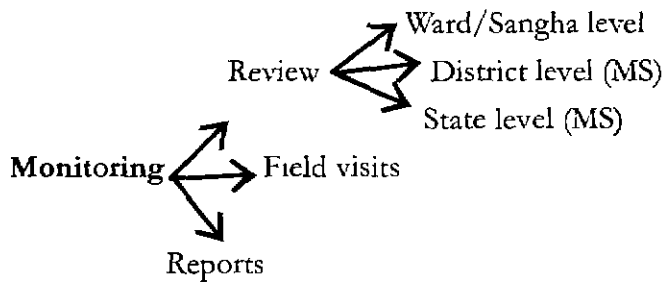 Ward/Sangha level
Review
District level (MS)
State level (MS)
Monitoring
Field visits
Reports